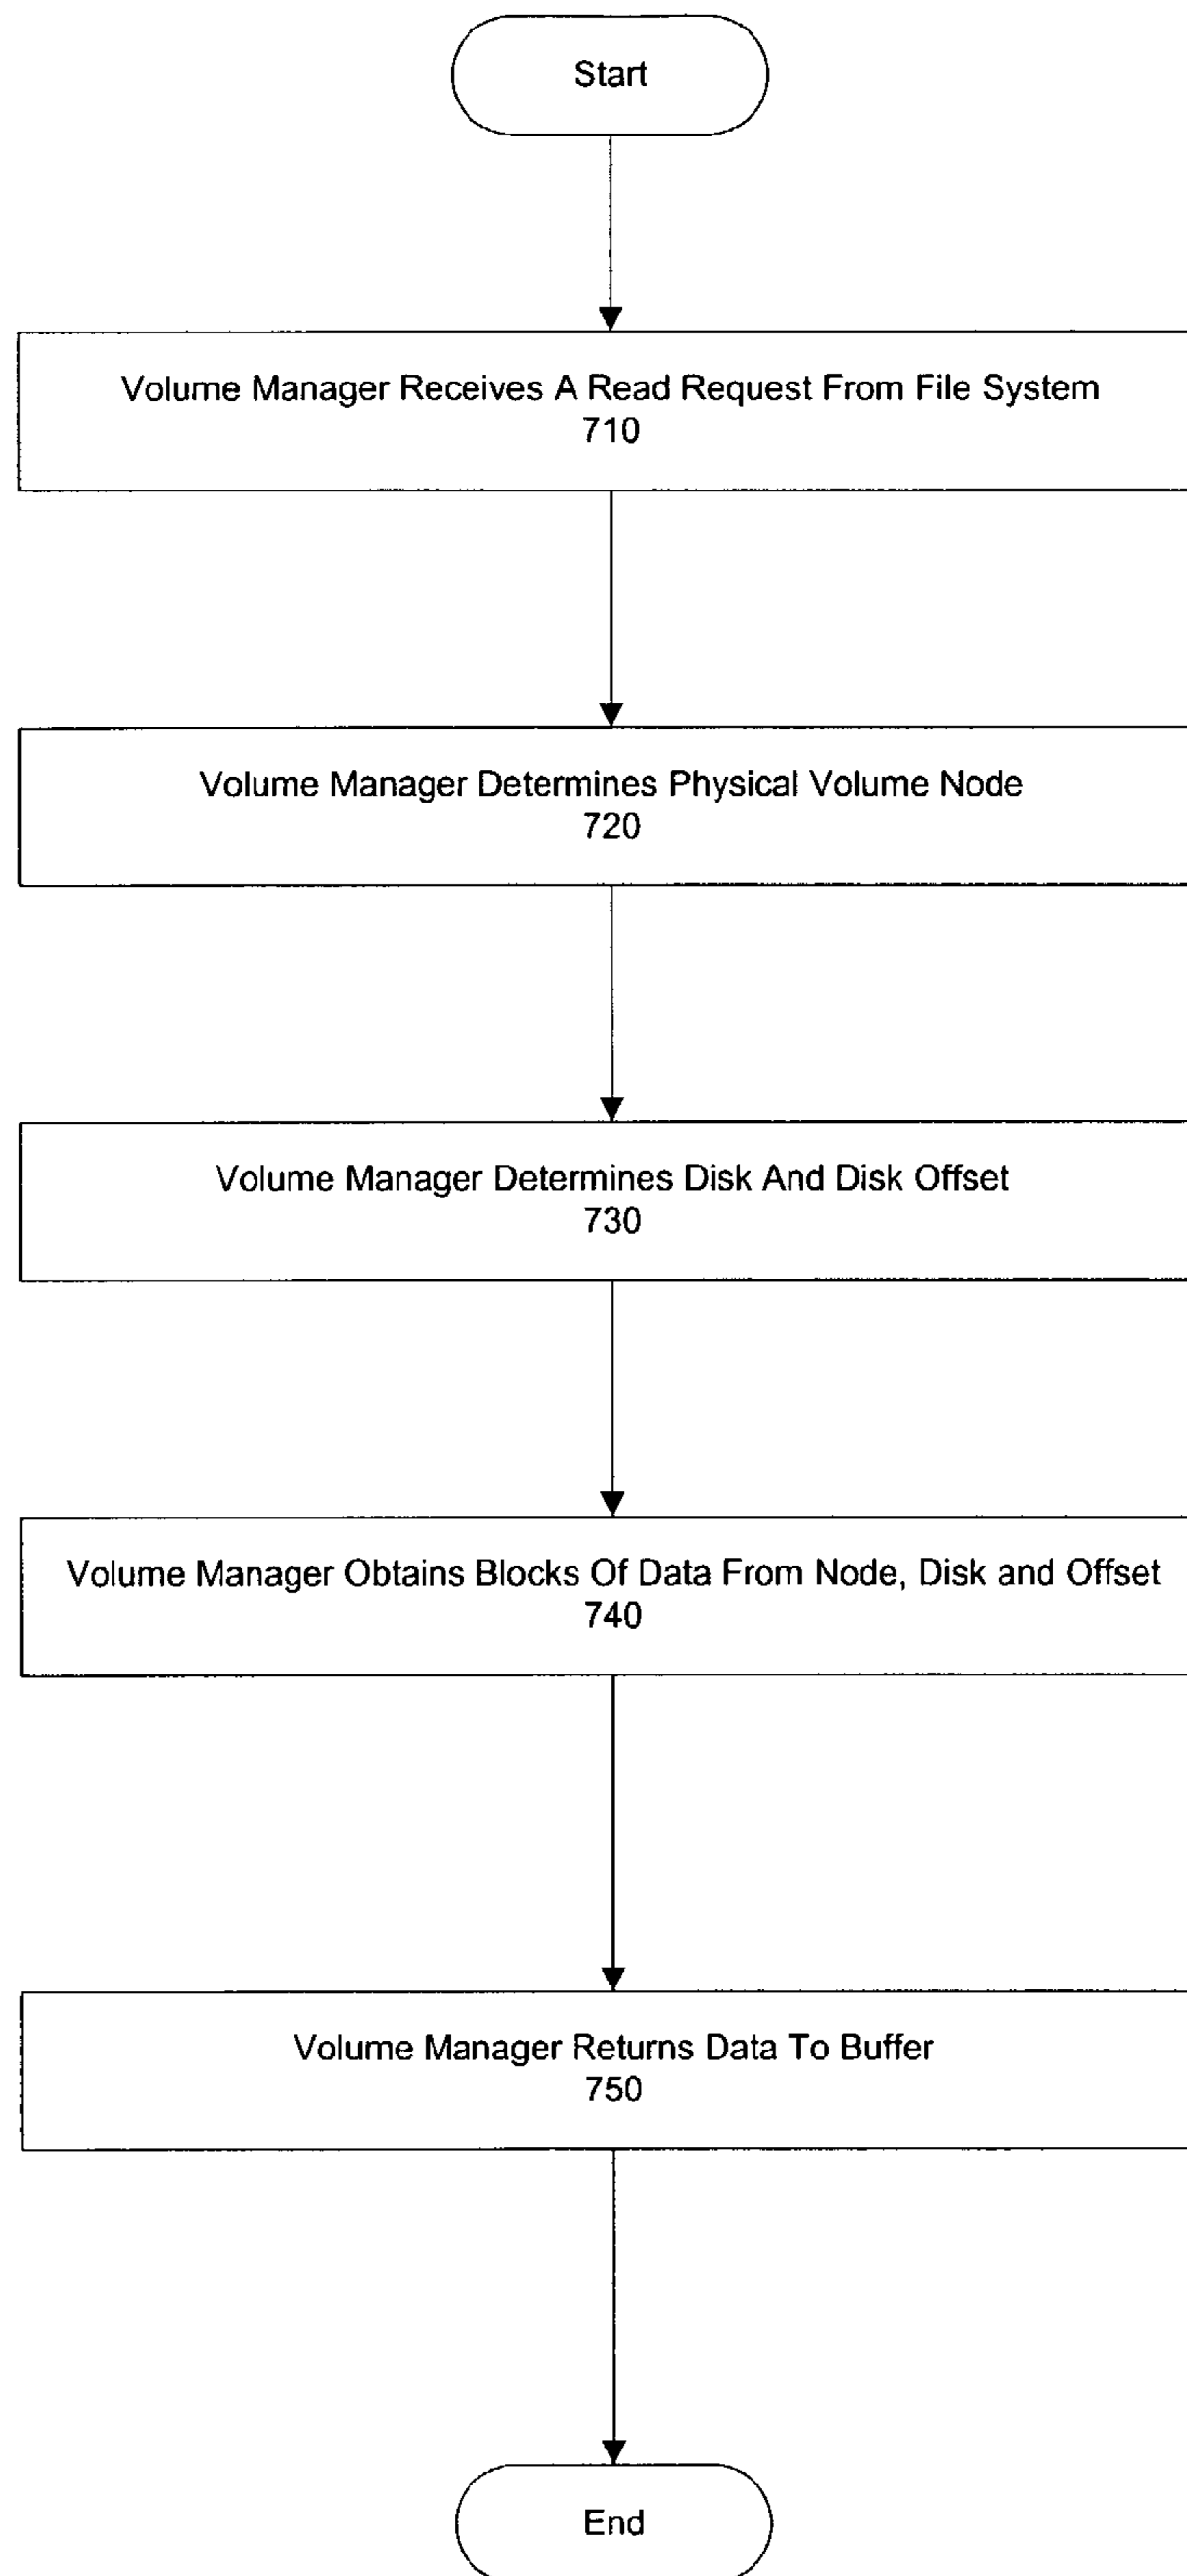 Start
Volume Manager Receives A Read Request From File System
710
Volume Manager Determines Physical Volume Node
720
Volume Manager Determines Disk And Disk Offset
730
Volume Manager Obtains Blocks Of Data From Node, Disk and Offset
740
Volume Manager Returns Data To Buffer
750
End